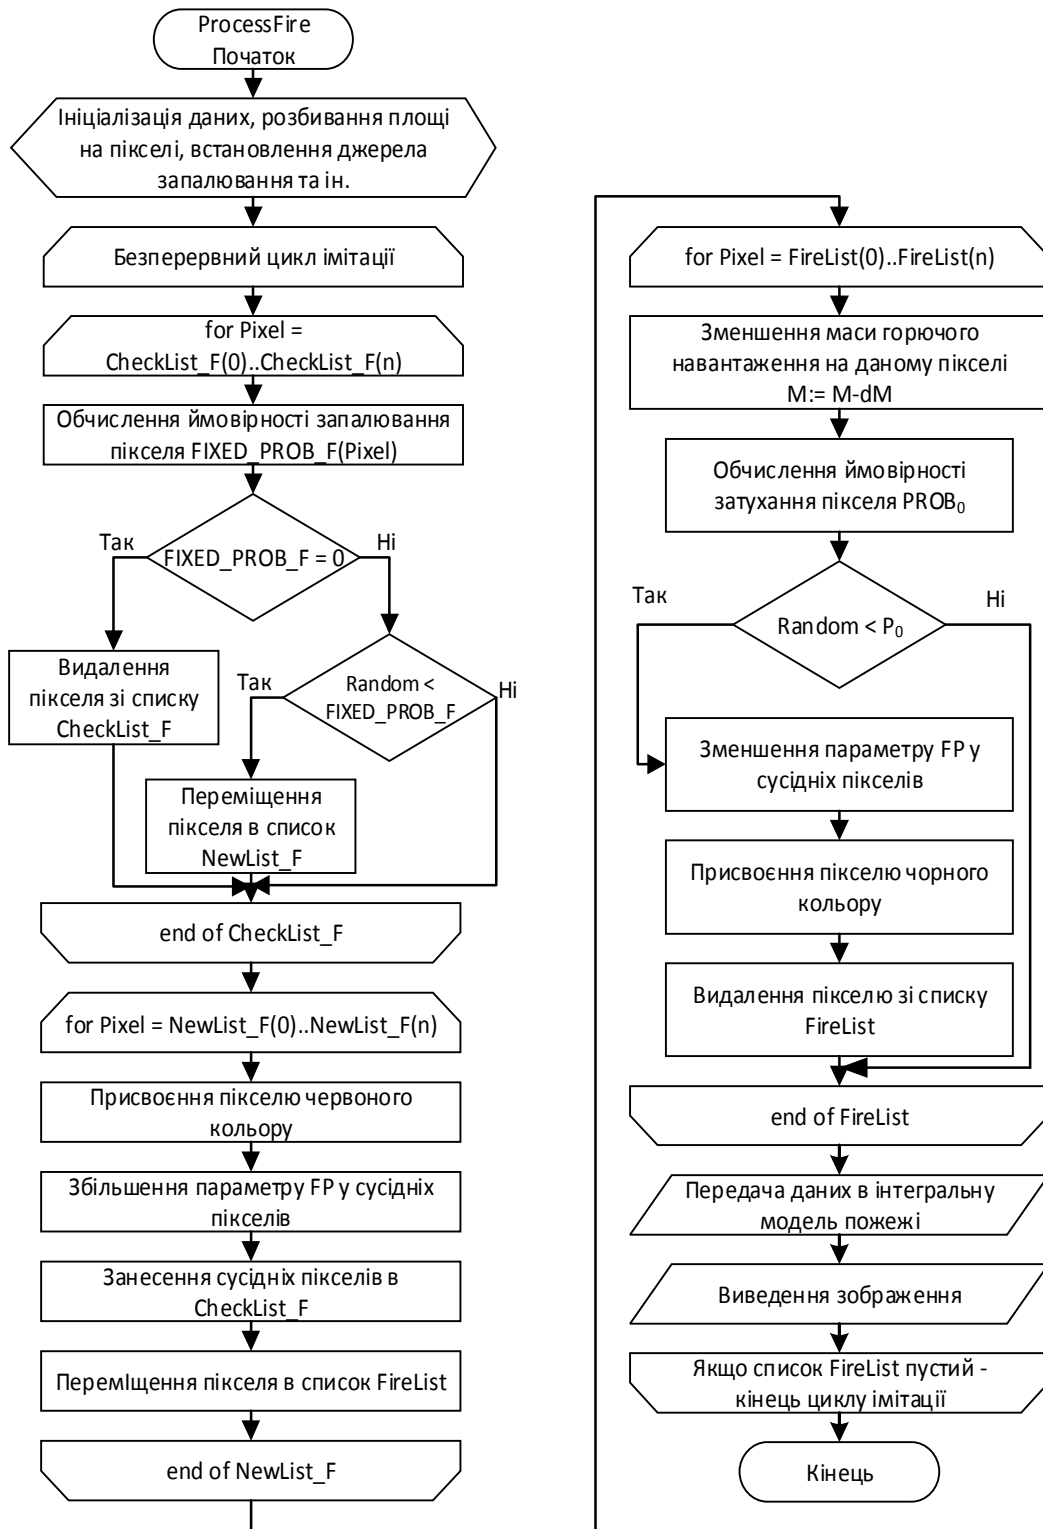 ProcessFire
Початок
Ініціалізація даних, розбивання площі
на пікселі, встановлення джерела
запалювання та ін.
Безперервний цикл імітації
for Pixel =
CheckList_F(0)..CheckList_F(n)
Обчислення ймовірності запалювання
пікселя FIXED_PROB_F(Pixel)
Так
Ні
FIXED_PROB_F = 0
Видалення
пікселя зі списку
CheckList_F
Так
Random <
FIXED_PROB_F
Ні
Переміщення
пікселя в список
NewList_F
end of CheckList_F
for Pixel = NewList_F(0)..NewList_F(n)
Присвоєння пікселю червоного
кольору
Збільшення параметру FP у сусідніх
пікселів
Занесення сусідніх пікселів в
CheckList_F
ПеремІщення пікселя в список FireList
end of NewList_F
for Pixel = FireList(0)..FireList(n)
Зменшення маси горючого
навантаження на даному пікселі
M:= M-dM
Обчислення ймовірності
затухання пікселя PROB₀
Так
Ні
Random < P₀
Зменшення параметру FP у
сусідніх пікселів
Присвоєння пікселю чорного
кольору
Видалення пікселю зі списку
FireList
end of FireList
Передача даних в інтегральну
модель пожежі
Виведення зображення
Якщо список FireList пустий -
кінець циклу імітації
Кінець